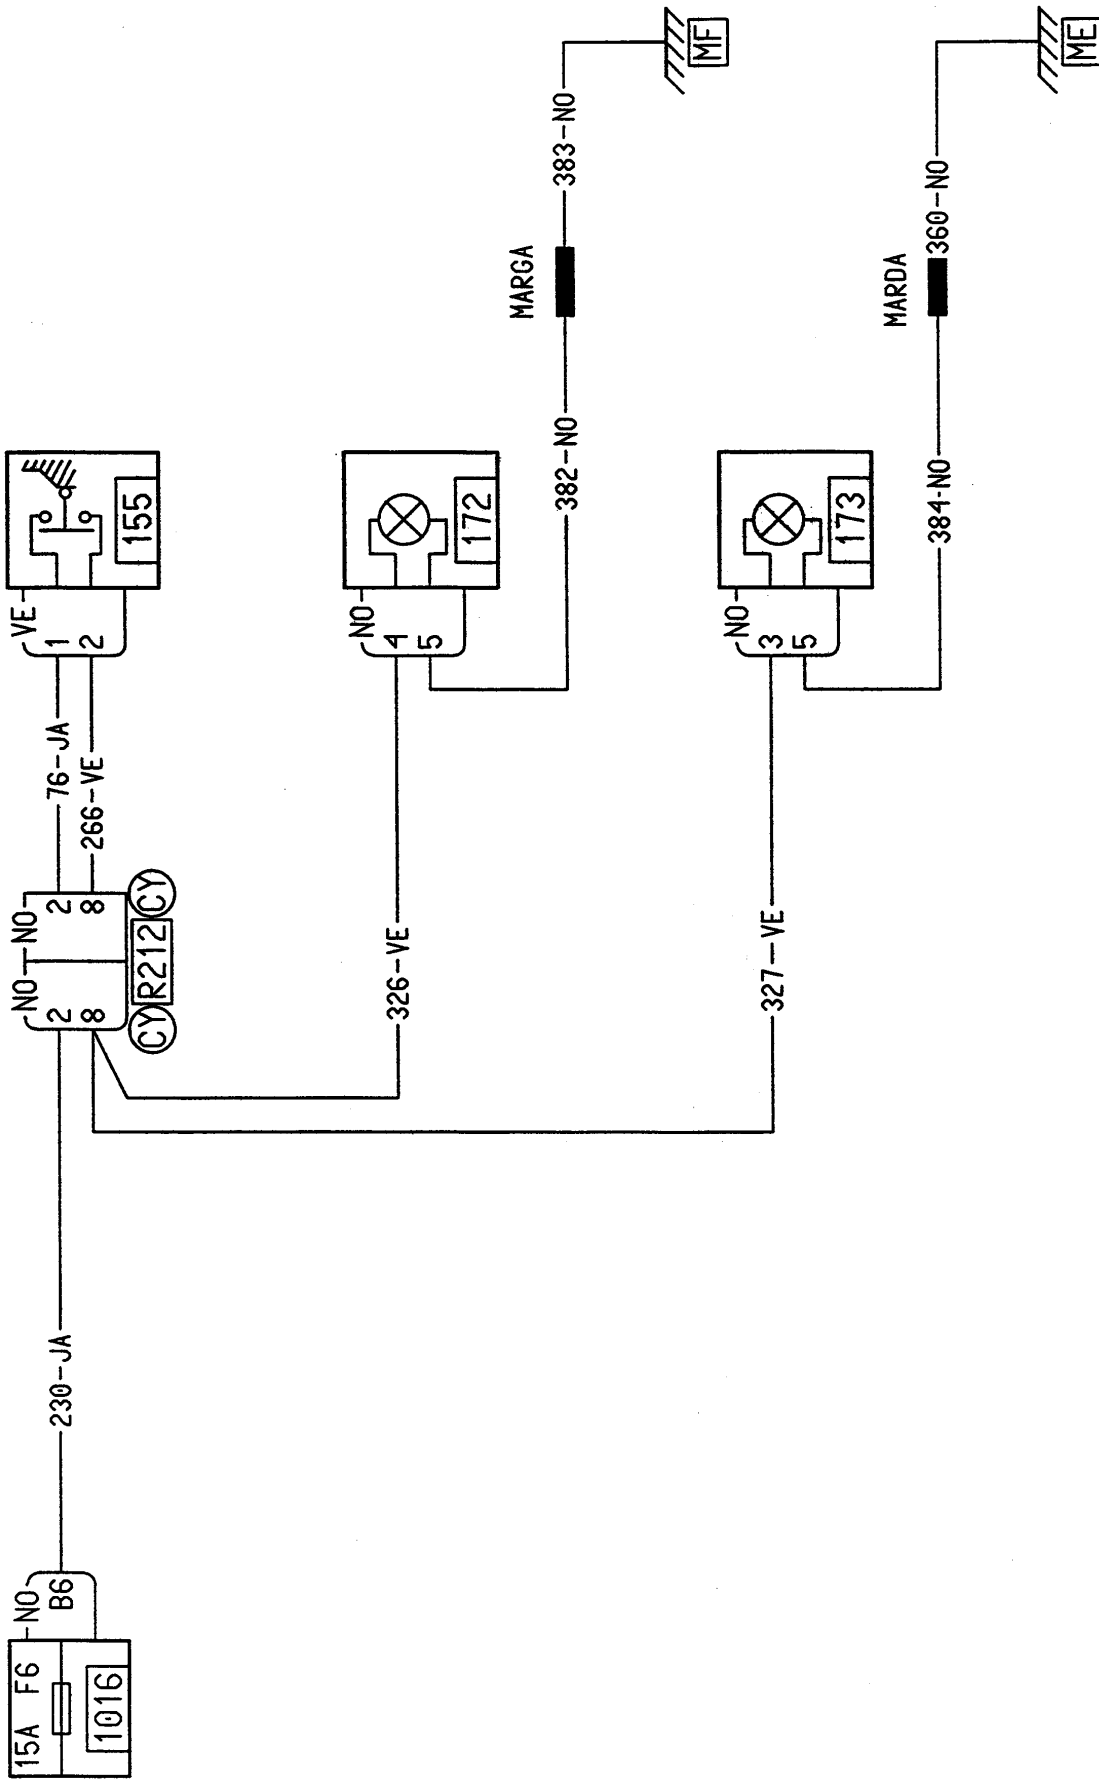 15A F6
1016
NO
B6
230-JA
NO NO
2 2
8 8
CY R212 CY
76-JA
266-VE
VE
1
2
155
326-VE
NO
4
5
172
382-NO
MARGA
383-NO
MF
327-VE
NO
3
5
173
384-NO
MARDA
360-NO
ME